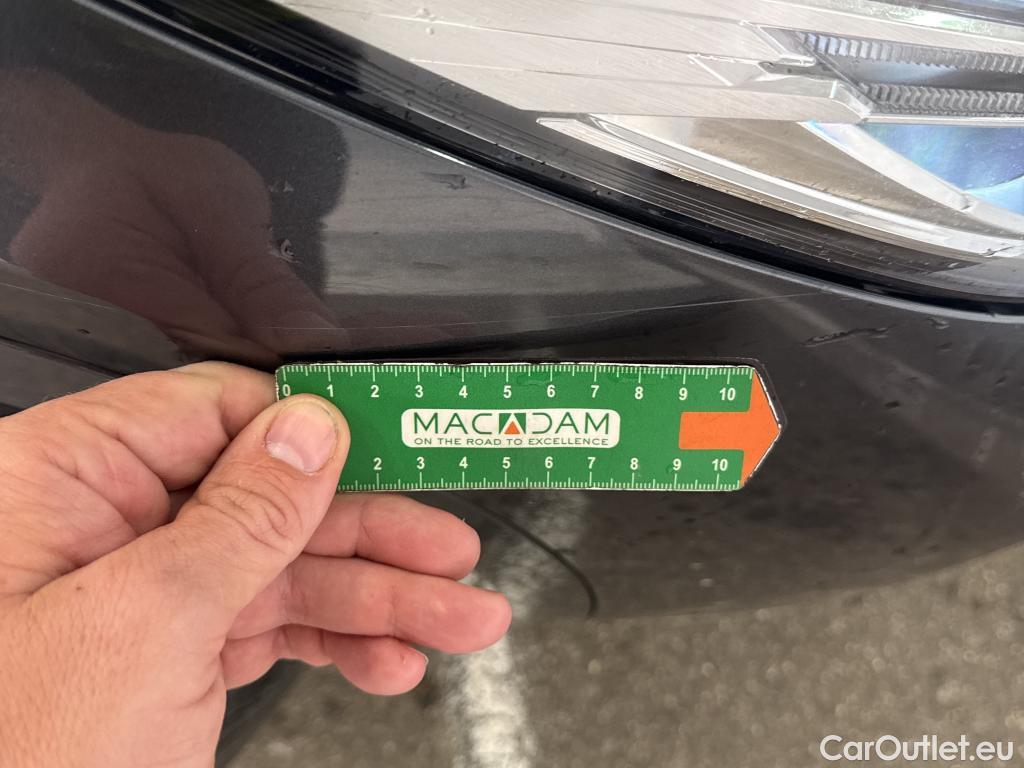 0 1 2 3 4 5 6 7 8 9 10
MACADAM
ON THE ROAD TO EXCELLENCE
2 3 4 5 6 7 8 9 10
CarOutlet.eu